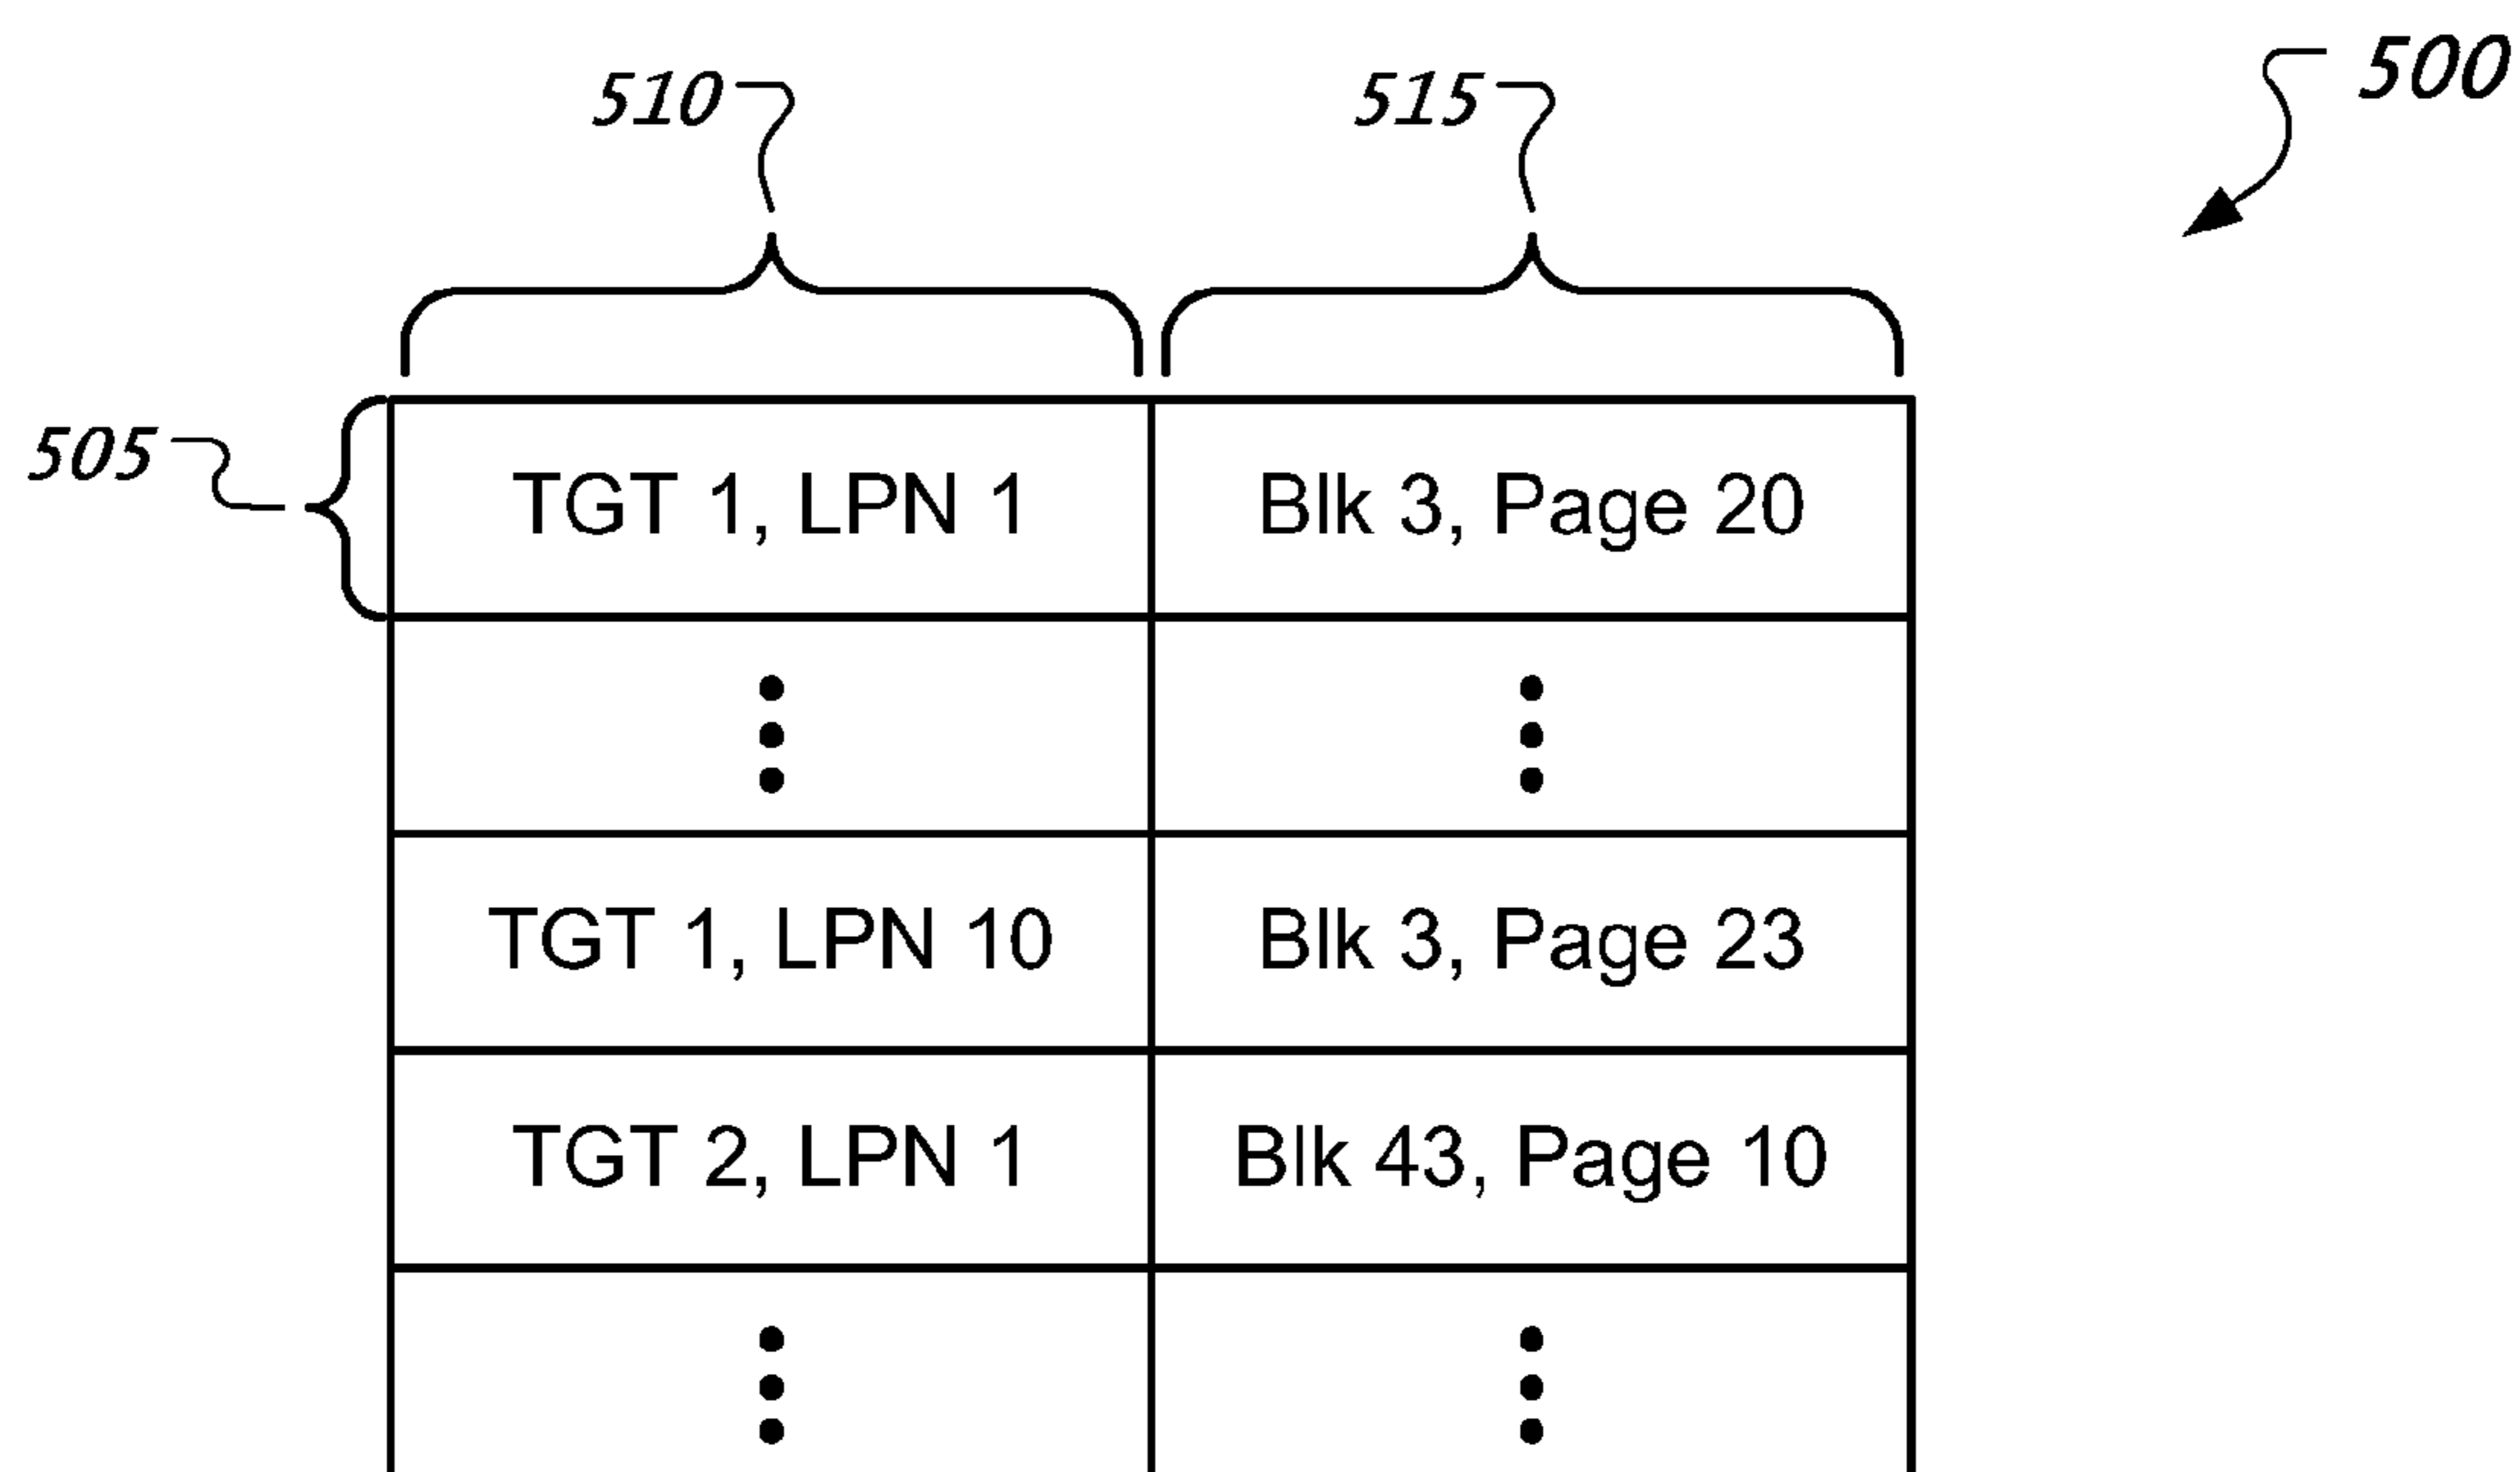 500
510 515
505
TGT 1, LPN 1 Blk 3, Page 20
TGT 1, LPN 10 Blk 3, Page 23
TGT 2, LPN 1 Blk 43, Page 10